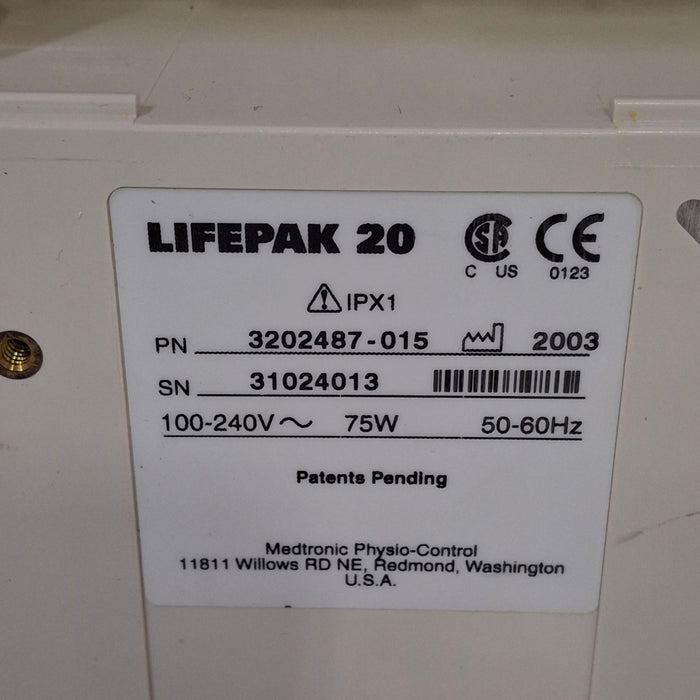 LIFEPAK 20
C US
0123
IPX1
PN 3202487-015 2003
SN 31024013
100-240V~ 75W 50-60Hz
Patents Pending
Medtronic Physio-Control
11811 Willows RD NE, Redmond, Washington
U.S.A.